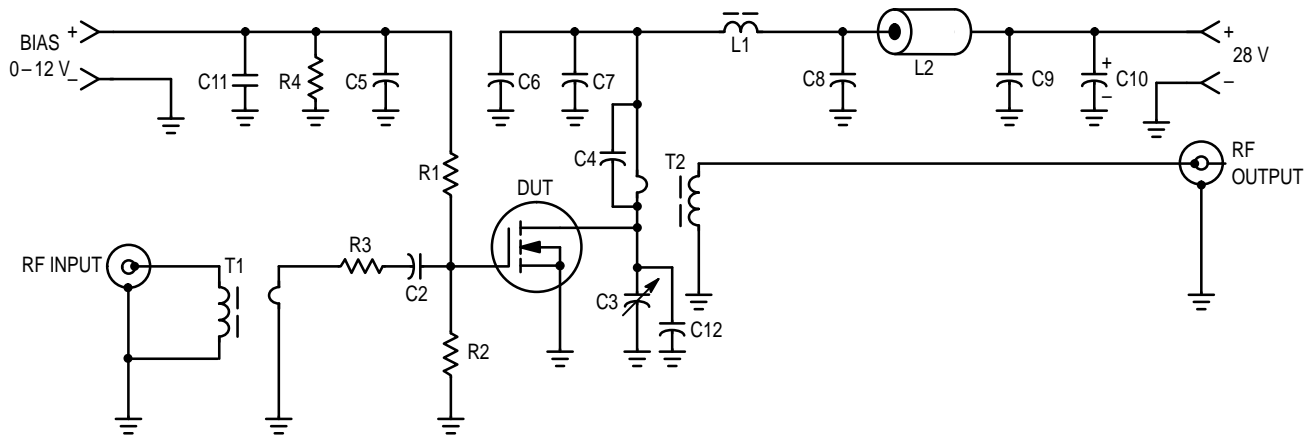 +
BIAS
0–12 V
–
C11
R4
C5
C6
C7
L1
C8
L2
C9
+
–
C10
+
28 V
–
R1
C4
T2
DUT
RF
OUTPUT
RF INPUT
T1
R3
C2
C3
C12
R2